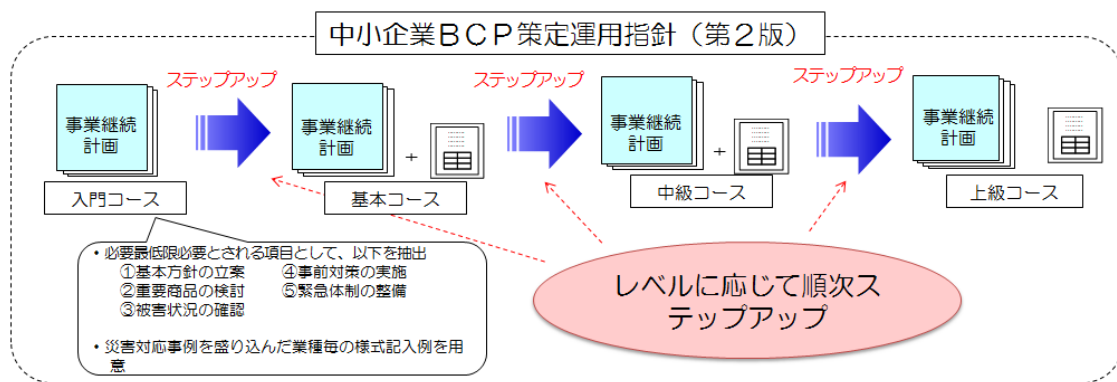 中小企業BCP策定運用指針（第2版）
ステップアップ
ステップアップ
ステップアップ
事業継続
計画
事業継続
計画
+
事業継続
計画
+
事業継続
計画
入門コース
基本コース
中級コース
上級コース
・必要最低限必要とされる項目として、以下を抽出
①基本方針の立案　④事前対策の実施
②重要商品の検討　⑤緊急体制の整備
③被害状況の確認
・災害対応事例を盛り込んだ業種毎の様式記入例を用
意
レベルに応じて順次ス
テップアップ